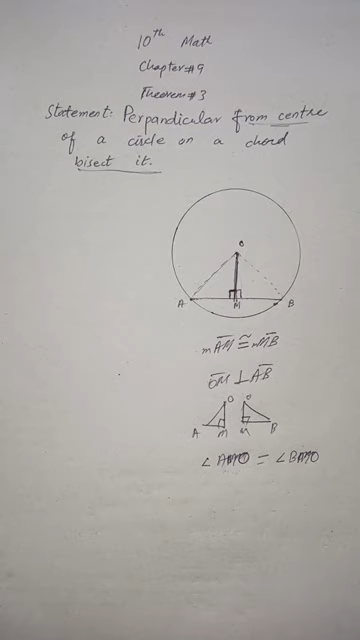 10th Math
Chapter#9
Theorem#3
Statement: Perpandicular from centre
of a circle on a chord
bisect it.
O
A M B
mAM ≅ mMB
OM ⊥ AB
O O
A M M B
∠AMO = ∠BMO